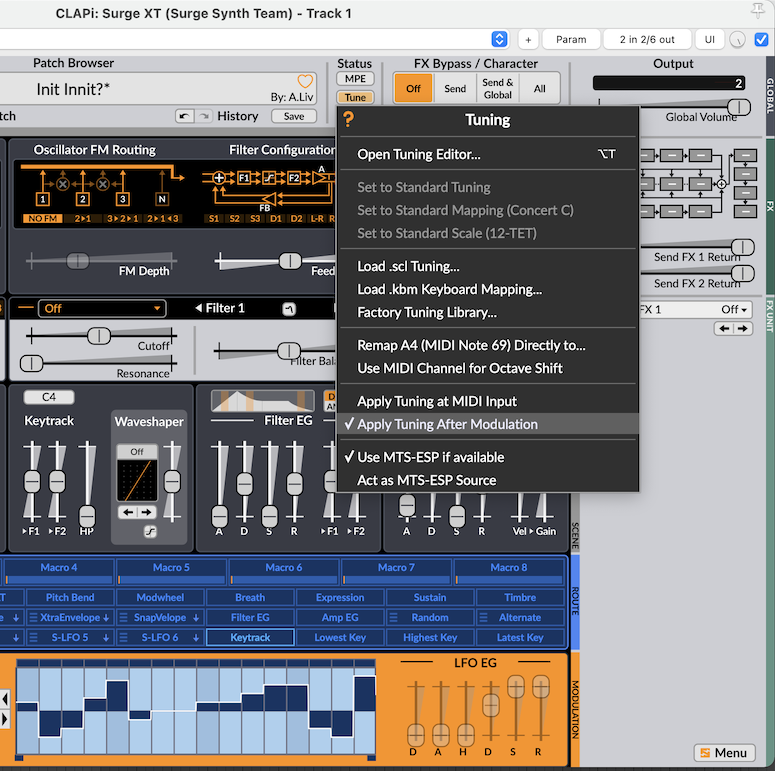 CLAPi: Surge XT (Surge Synth Team) - Track 1
+ Param 2 in 2/6 out UI
Patch Browser Status FX Bypass / Character Output
Init Innit?* MPE Off Send Send & Global All 2
By: A.Liv Tune Global Volume
tch History Save
GLOBAL
? Tuning
Open Tuning Editor... ⌥T
Set to Standard Tuning
Set to Standard Mapping (Concert C)
Set to Standard Scale (12-TET)
Load .scl Tuning...
Load .kbm Keyboard Mapping...
Factory Tuning Library...
Remap A4 (MIDI Note 69) Directly to...
Use MIDI Channel for Octave Shift
Apply Tuning at MIDI Input
✓ Apply Tuning After Modulation
✓ Use MTS-ESP if available
Act as MTS-ESP Source
Oscillator FM Routing Filter Configuration
1 2 3 N F1 F2 A FB
NO FM 2▸1 3▸2▸1 2▸1◂3 S1 S2 S3 D1 D2 L-R R
FM Depth Feed
FX
Send FX 1 Return
Send FX 2 Return
Off Filter 1
FX 1 Off
FX UNIT
Cutoff
Resonance Filter Bala
C4
Keytrack Waveshaper Filter EG
D
AN
Off
F1 F2 HP A D S R F1 F2 A D S R Vel Gain
SCENE
Macro 4 Macro 5 Macro 6 Macro 7 Macro 8
T Pitch Bend Modwheel Breath Expression Sustain Timbre
e XtraEnvelope SnapVelope Filter EG Amp EG Random Alternate
S-LFO 5 S-LFO 6 Keytrack Lowest Key Highest Key Latest Key
ROUTE
LFO EG
D A H D S R
MODULATION
Menu